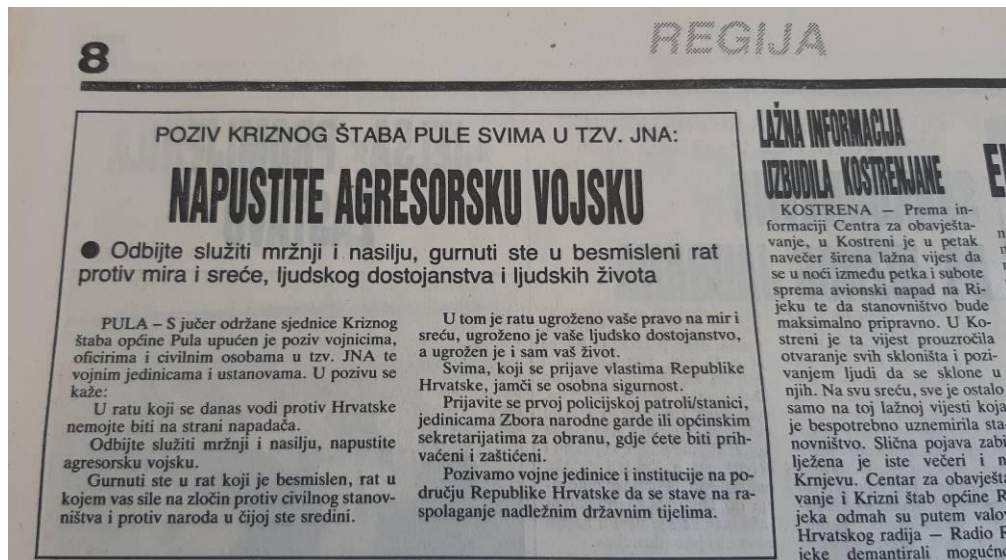 8
REGIJA
POZIV KRIZNOG ŠTABA PULE SVIMA U TZV. JNA:
NAPUSTITE AGRESORSKU VOJSKU
● Odbijte služiti mržnji i nasilju, gurnuti ste u besmisleni rat
protiv mira i sreće, ljudskog dostojanstva i ljudskih života
PULA – S jučer održane sjednice Kriznog
štaba općine Pula upućen je poziv vojnicima,
oficirima i civilnim osobama u tzv. JNA te
vojnim jedinicama i ustanovama. U pozivu se
kaže:
U ratu koji se danas vodi protiv Hrvatske
nemojte biti na strani napadača.
Odbijte služiti mržnji i nasilju, napustite
agresorsku vojsku.
Gurnuti ste u rat koji je besmislen, rat u
kojem vas sile na zločin protiv civilnog stanov-
ništva i protiv naroda u čijoj ste sredini.
U tom je ratu ugroženo vaše pravo na mir i
sreću, ugroženo je vaše ljudsko dostojanstvo,
a ugrožen je i sam vaš život.
Svima, koji se prijave vlastima Republike
Hrvatske, jamči se osobna sigurnost.
Prijavite se prvoj policijskoj patroli/stanici,
jedinicama Zbora narodne garde ili općinskim
sekretarijatima za obranu, gdje ćete biti prih-
vaćeni i zaštićeni.
Pozivamo vojne jedinice i institucije na po-
dručju Republike Hrvatske da se stave na ra-
spolaganje nadležnim državnim tijelima.
LAŽNA INFORMACIJA
UZBUDILA KOSTRENJANE
KOSTRENA – Prema in-
formaciji Centra za obavješta-
vanje, u Kostreni je u petak
navečer širena lažna vijest da
se u noći između petka i subote
sprema avionski napad na Ri-
jeku te da stanovništvo bude
maksimalno pripravno. U Ko-
streni je ta vijest prouzročila
otvaranje svih skloništa i pozi-
vanjem ljudi da se sklone u
njih. Na svu sreću, sve je ostalo
samo na toj lažnoj vijesti koja
je bespotrebno uznemirila sta-
novništvo. Slična pojava zabi-
lježena je iste večeri i n
Krnjevu. Centar za obavješta
vanje i Krizni štab općine R
jeka odmah su putem valov
Hrvatskog radija – Radio R
jeke demantirali mogućno